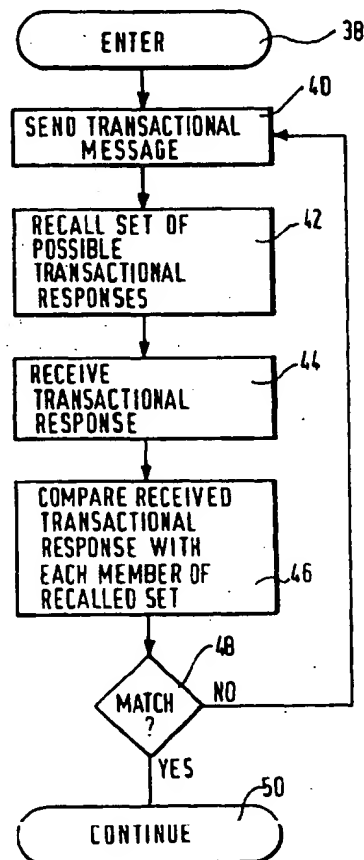 ENTER
38
40
SEND TRANSACTIONAL
MESSAGE
RECALL SET OF
POSSIBLE
TRANSACTIONAL
RESPONSES
42
44
RECEIVE
TRANSACTIONAL
RESPONSE
COMPARE RECEIVED
TRANSACTIONAL
RESPONSE WITH
EACH MEMBER OF
RECALLED SET
46
48
MATCH
?
NO
YES
50
CONTINUE